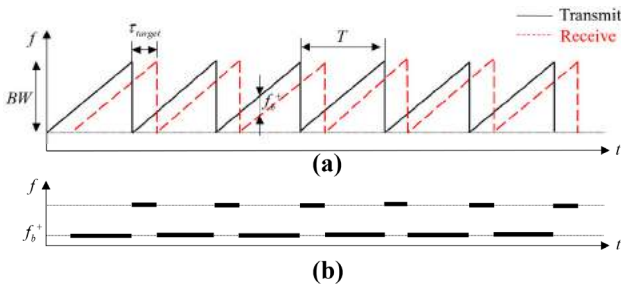 f
τtarget
T
Transmit
Receive
BW
fb+
t
(a)
f
fb+
t
(b)